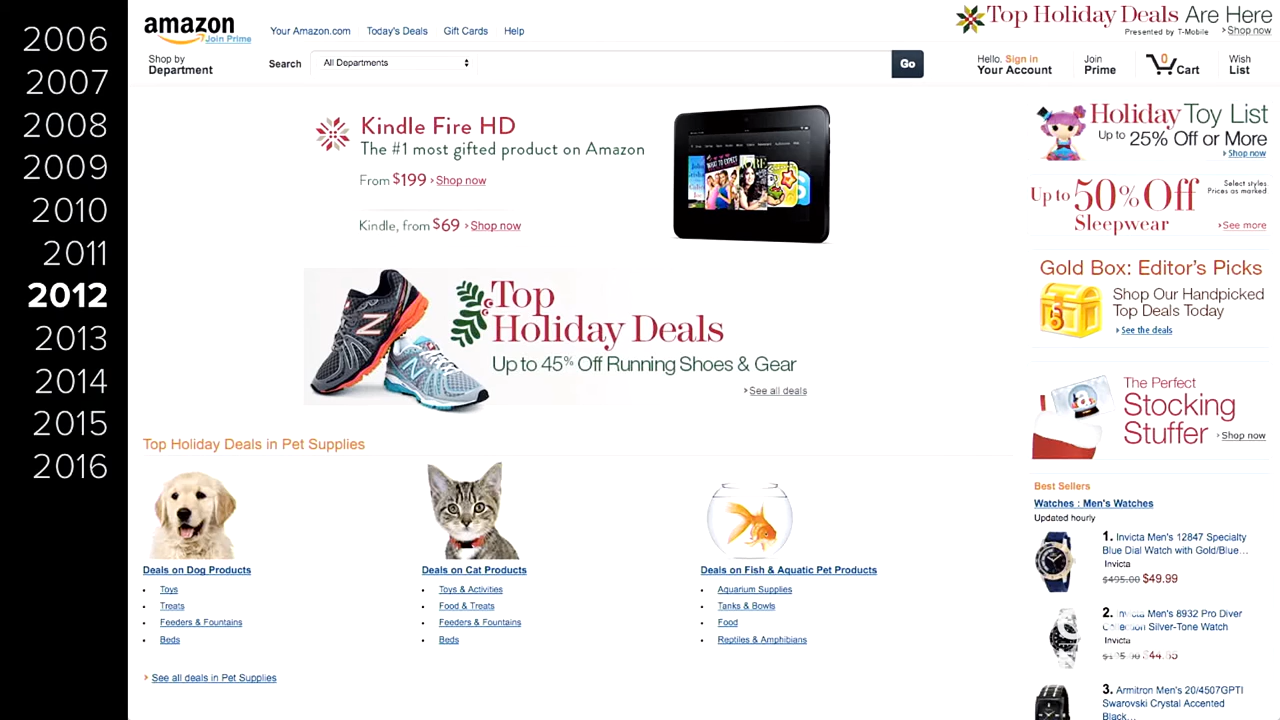 2006
2007
2008
2009
2010
2011
2012
2013
2014
2015
2016
amazon
Join Prime
Your Amazon.com
Today's Deals
Gift Cards
Help
Top Holiday Deals Are Here
Presented by T-Mobile
Shop now
Shop by
Department
Search
All Departments
Go
Hello. Sign in
Your Account
Join
Prime
0
Cart
Wish
List
Kindle Fire HD
The #1 most gifted product on Amazon
From $199 › Shop now
Kindle, from $69 › Shop now
Top
Holiday Deals
Up to 45% Off Running Shoes & Gear
› See all deals
Top Holiday Deals in Pet Supplies
Deals on Dog Products
• Toys
• Treats
• Feeders & Fountains
• Beds
Deals on Cat Products
• Toys & Activities
• Food & Treats
• Feeders & Fountains
• Beds
Deals on Fish & Aquatic Pet Products
• Aquarium Supplies
• Tanks & Bowls
• Food
• Reptiles & Amphibians
› See all deals in Pet Supplies
Holiday Toy List
Up to 25% Off or More
› Shop now
Up to 50% Off
Sleepwear
Select styles
Prices as marked
› See more
Gold Box: Editor's Picks
Shop Our Handpicked
Top Deals Today
› See the deals
The Perfect
Stocking
Stuffer
› Shop now
Best Sellers
Watches : Men's Watches
Updated hourly
1. Invicta Men's 12847 Specialty
Blue Dial Watch with Gold/Blue...
Invicta
$495.00 $49.99
2. Invicta Men's 8932 Pro Diver
Collection Silver-Tone Watch
Invicta
3. Armitron Men's 20/4507GPTI
Swarovski Crystal Accented
Black...